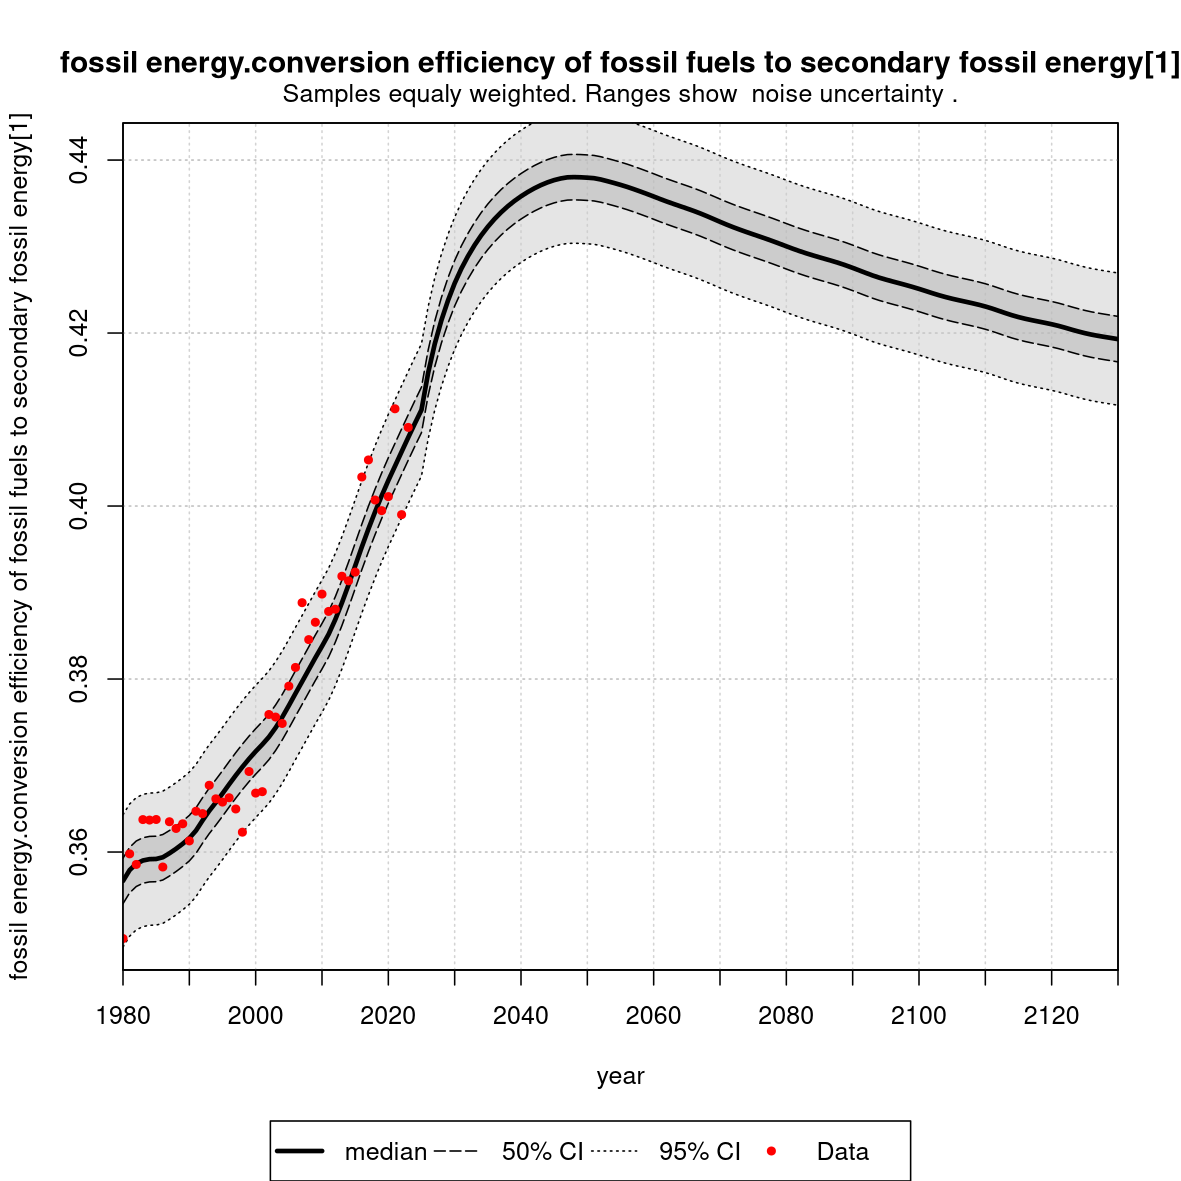 fossil energy.conversion efficiency of fossil fuels to secondary fossil energy[1]
Samples equaly weighted. Ranges show  noise uncertainty .
fossil energy.conversion efficiency of fossil fuels to secondary fossil energy[1]
0.44
0.42
0.40
0.38
0.36
1980 2000 2020 2040 2060 2080 2100 2120
year
median 50% CI 95% CI Data